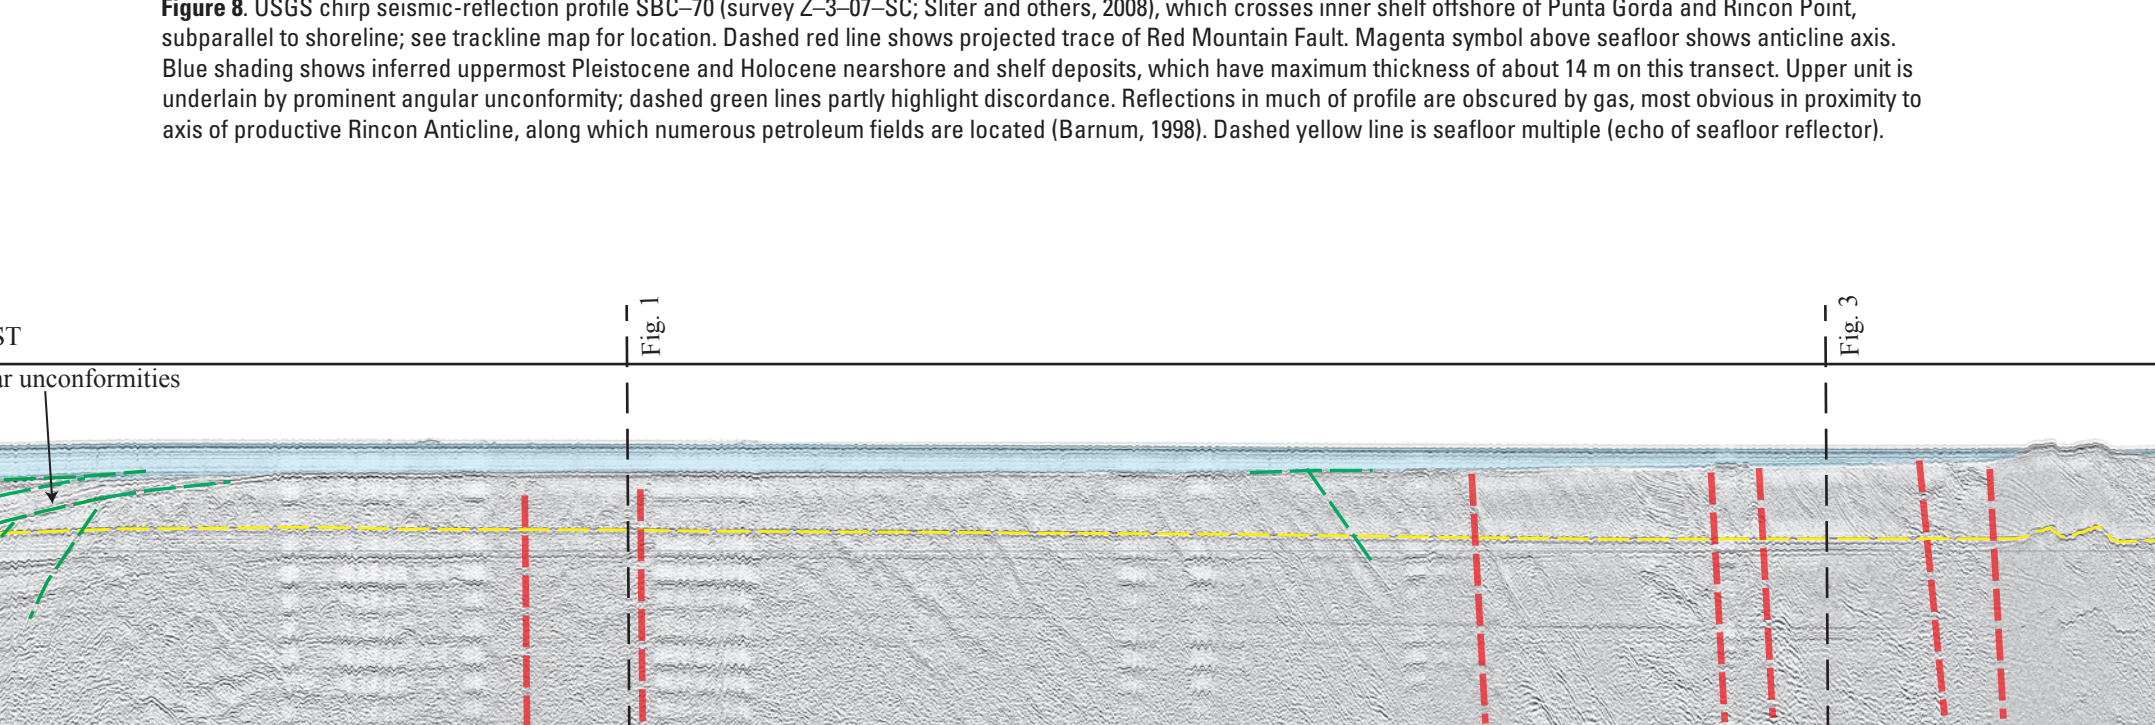 Figure 8. USGS chirp seismic-reflection profile SBC–70 (survey Z–3–07–SC; Sliter and others, 2008), which crosses inner shelf offshore of Punta Gorda and Rincon Point,
subparallel to shoreline; see trackline map for location. Dashed red line shows projected trace of Red Mountain Fault. Magenta symbol above seafloor shows anticline axis.
Blue shading shows inferred uppermost Pleistocene and Holocene nearshore and shelf deposits, which have maximum thickness of about 14 m on this transect. Upper unit is
underlain by prominent angular unconformity; dashed green lines partly highlight discordance. Reflections in much of profile are obscured by gas, most obvious in proximity to
axis of productive Rincon Anticline, along which numerous petroleum fields are located (Barnum, 1998). Dashed yellow line is seafloor multiple (echo of seafloor reflector).
Fig. 1
Fig. 3
ST
ar unconformities